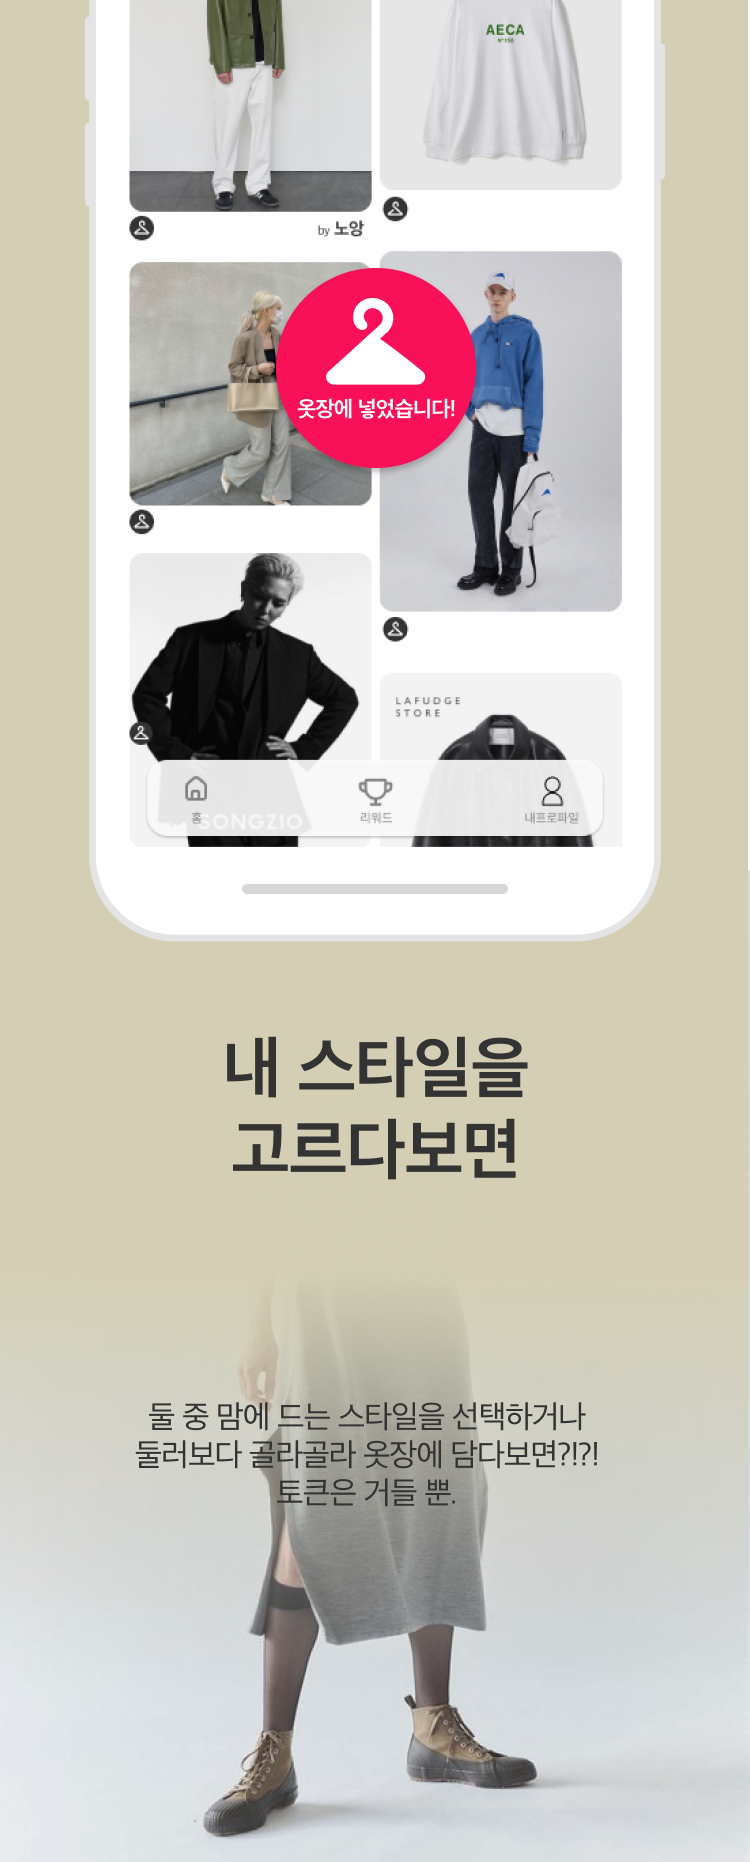 AECA
N°150
by 노앙
옷장에 넣었습니다!
LAFUDGE
STORE
SONGZIO
홈
리워드
내프로파일
내 스타일을
고르다보면
둘 중 맘에 드는 스타일을 선택하거나
둘러보다 골라골라 옷장에 담다보면?!?!
토큰은 거들 뿐.